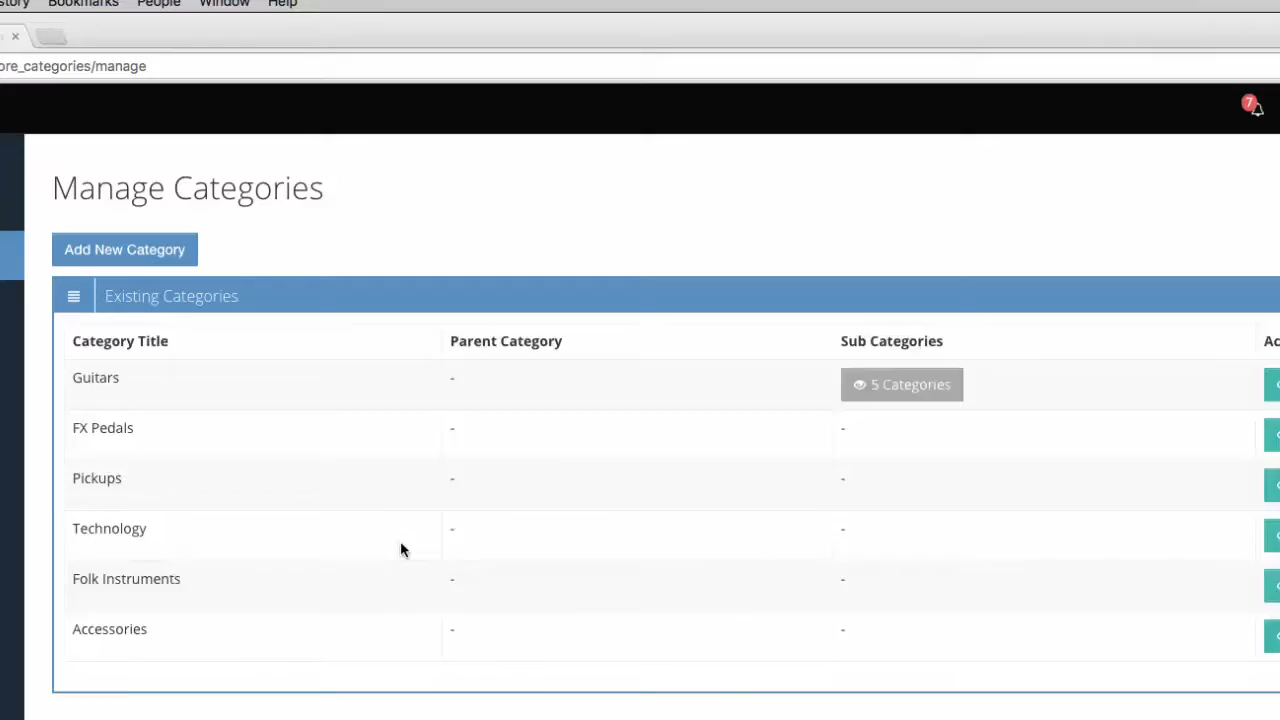 story Bookmarks People Window Help
ore_categories/manage
7
Manage Categories
Add New Category
Existing Categories
Category Title Parent Category Sub Categories Ac
Guitars - 5 Categories
FX Pedals - -
Pickups - -
Technology - -
Folk Instruments - -
Accessories - -